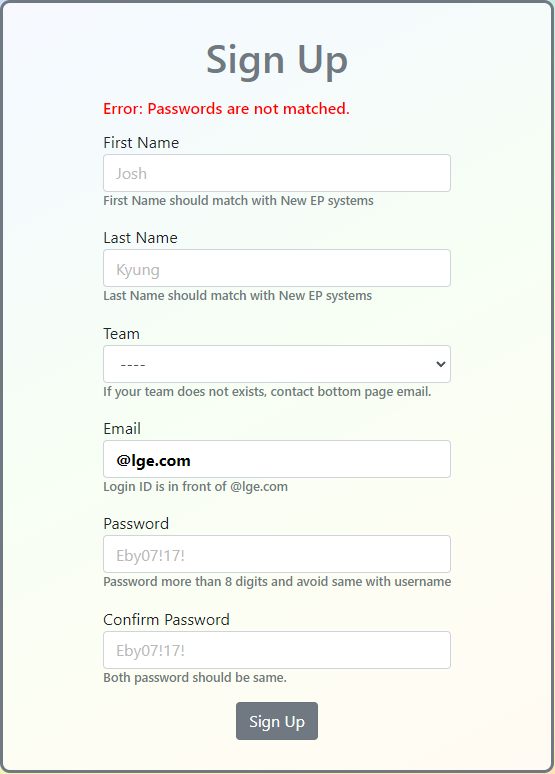 Sign Up
Error: Passwords are not matched.
First Name
Josh
First Name should match with New EP systems
Last Name
Kyung
Last Name should match with New EP systems
Team
----
If your team does not exists, contact bottom page email.
Email
@lge.com
Login ID is in front of @lge.com
Password
Eby07!17!
Password more than 8 digits and avoid same with username
Confirm Password
Eby07!17!
Both password should be same.
Sign Up